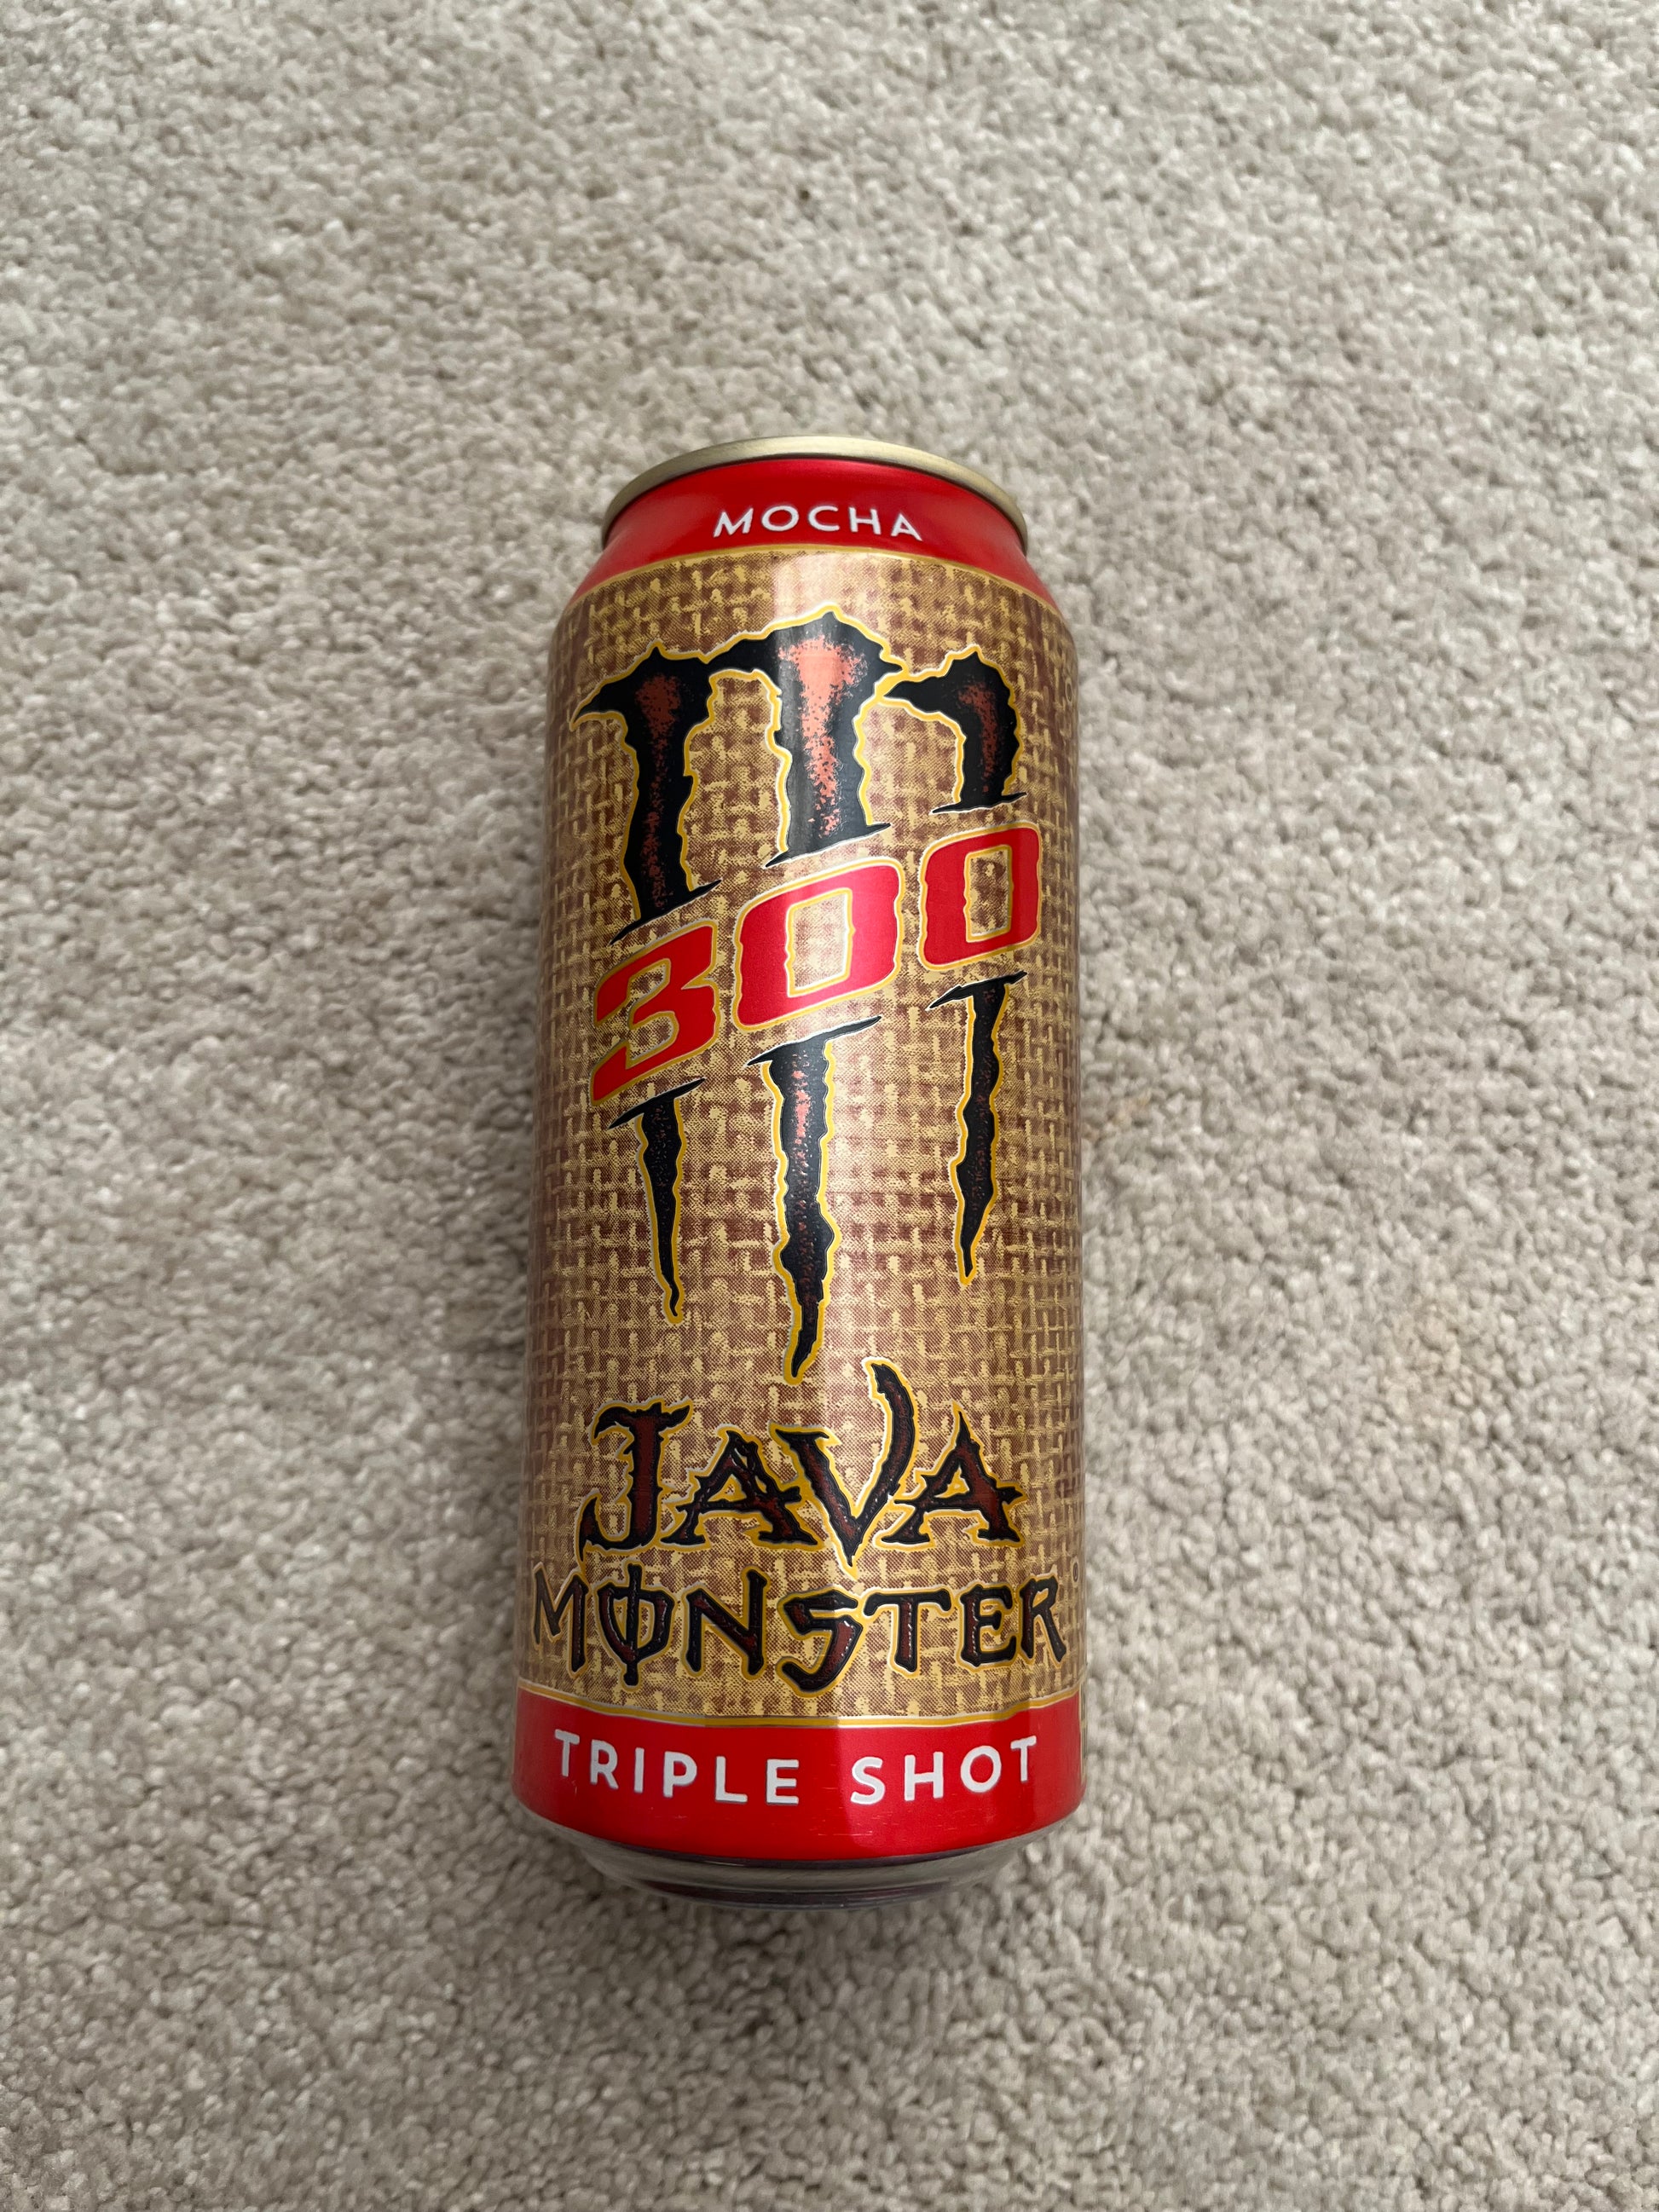 MOCHA
300
JAVA
MONSTER
TRIPLE SHOT